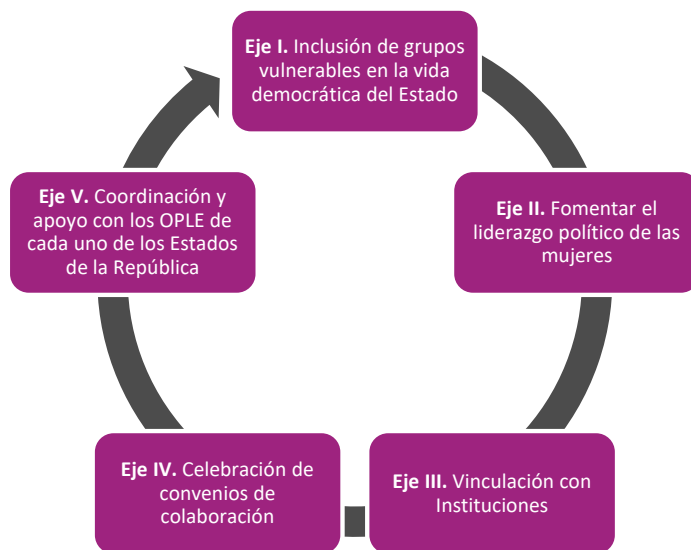 Eje I. Inclusión de grupos
vulnerables en la vida
democrática del Estado
Eje II. Fomentar el
liderazgo político de las
mujeres
Eje III. Vinculación con
Instituciones
Eje IV. Celebración de
convenios de
colaboración
Eje V. Coordinación y
apoyo con los OPLE de
cada uno de los Estados
de la República